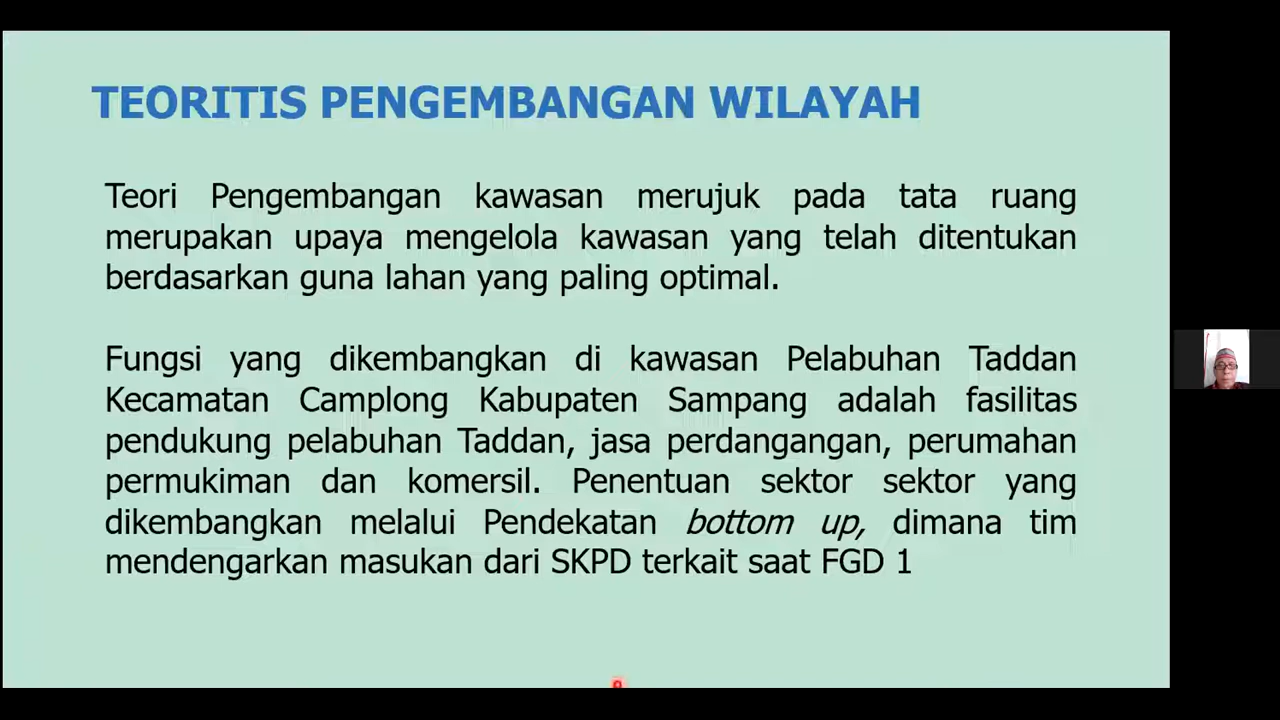 TEORITIS PENGEMBANGAN WILAYAH
Teori Pengembangan kawasan merujuk pada tata ruang
merupakan upaya mengelola kawasan yang telah ditentukan
berdasarkan guna lahan yang paling optimal.
Fungsi yang dikembangkan di kawasan Pelabuhan Taddan
Kecamatan Camplong Kabupaten Sampang adalah fasilitas
pendukung pelabuhan Taddan, jasa perdangangan, perumahan
permukiman dan komersil. Penentuan sektor sektor yang
dikembangkan melalui Pendekatan bottom up, dimana tim
mendengarkan masukan dari SKPD terkait saat FGD 1